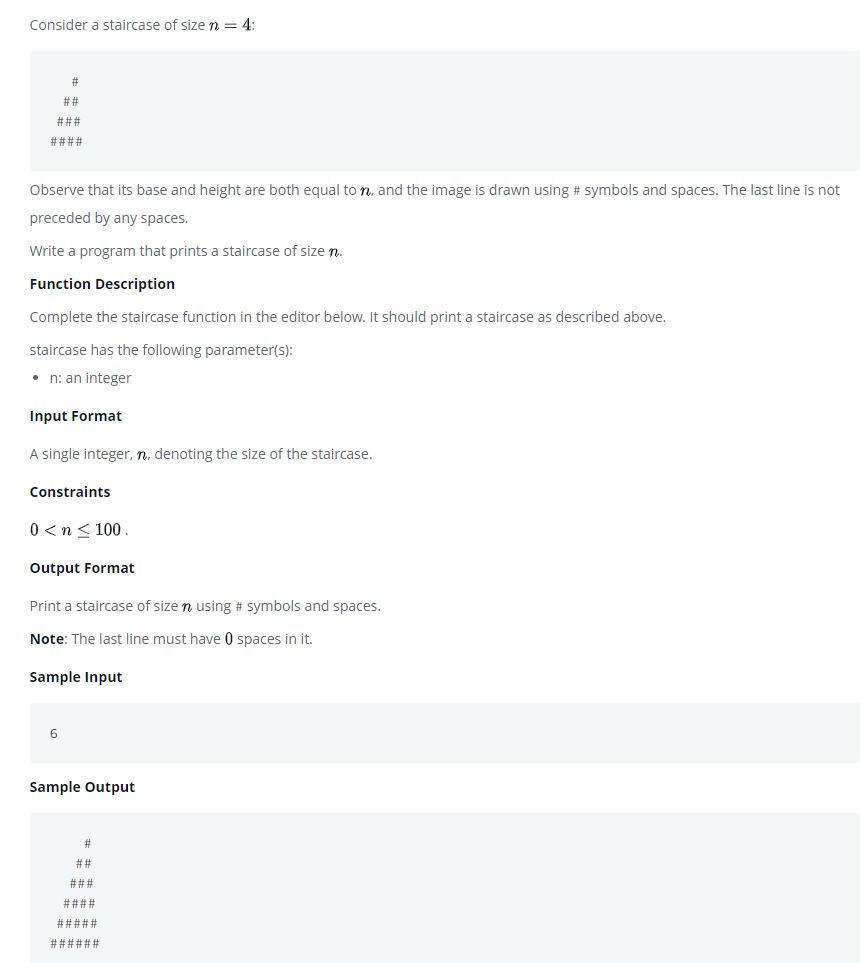 Consider a staircase of size n = 4:
   #
  ##
 ###
####
Observe that its base and height are both equal to n, and the image is drawn using # symbols and spaces. The last line is not
preceded by any spaces.
Write a program that prints a staircase of size n.
Function Description
Complete the staircase function in the editor below. It should print a staircase as described above.
staircase has the following parameter(s):
• n: an integer
Input Format
A single integer, n, denoting the size of the staircase.
Constraints
0 < n ≤ 100 .
Output Format
Print a staircase of size n using # symbols and spaces.
Note: The last line must have 0 spaces in it.
Sample Input
6
Sample Output
     #
    ##
   ###
  ####
 #####
######